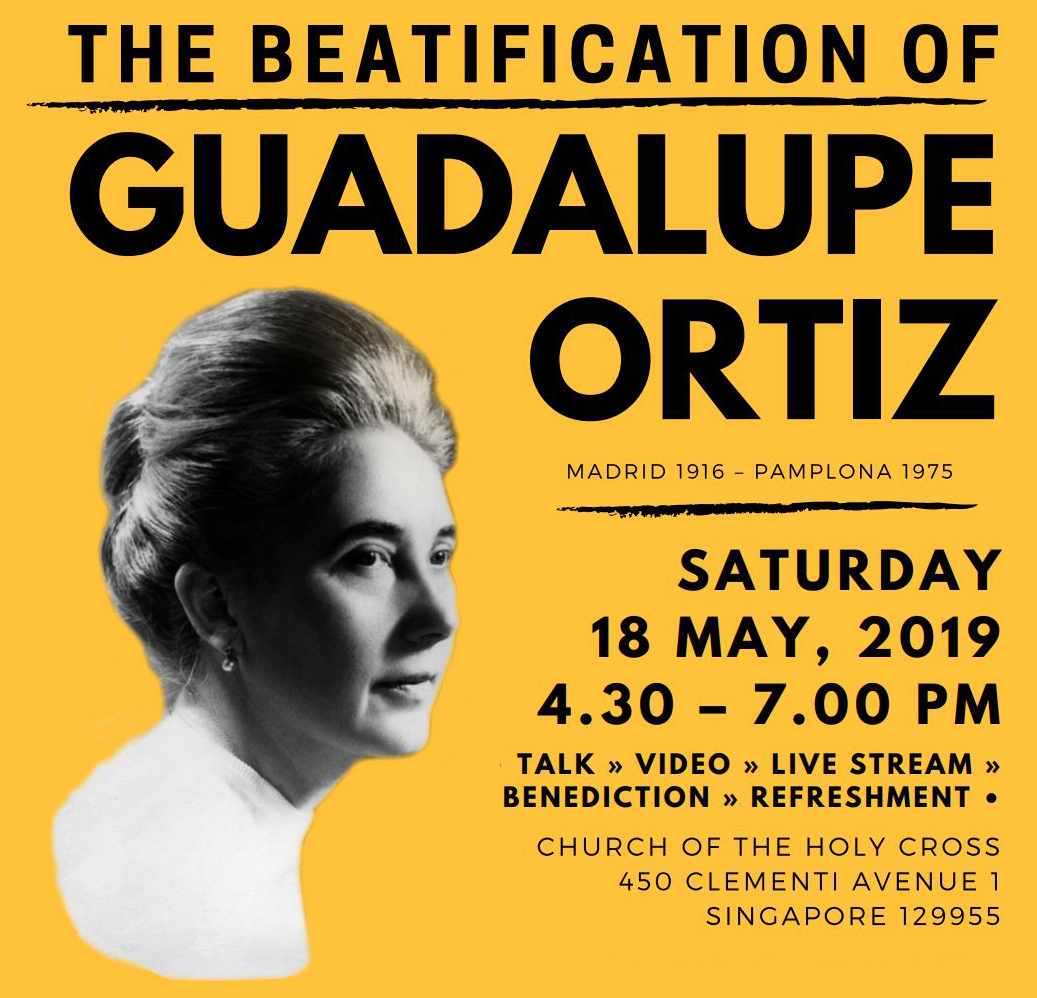 THE BEATIFICATION OF
GUADALUPE
ORTIZ
MADRID 1916 – PAMPLONA 1975
SATURDAY
18 MAY, 2019
4.30 – 7.00 PM
TALK » VIDEO » LIVE STREAM »
BENEDICTION » REFRESHMENT •
CHURCH OF THE HOLY CROSS
450 CLEMENTI AVENUE 1
SINGAPORE 129955